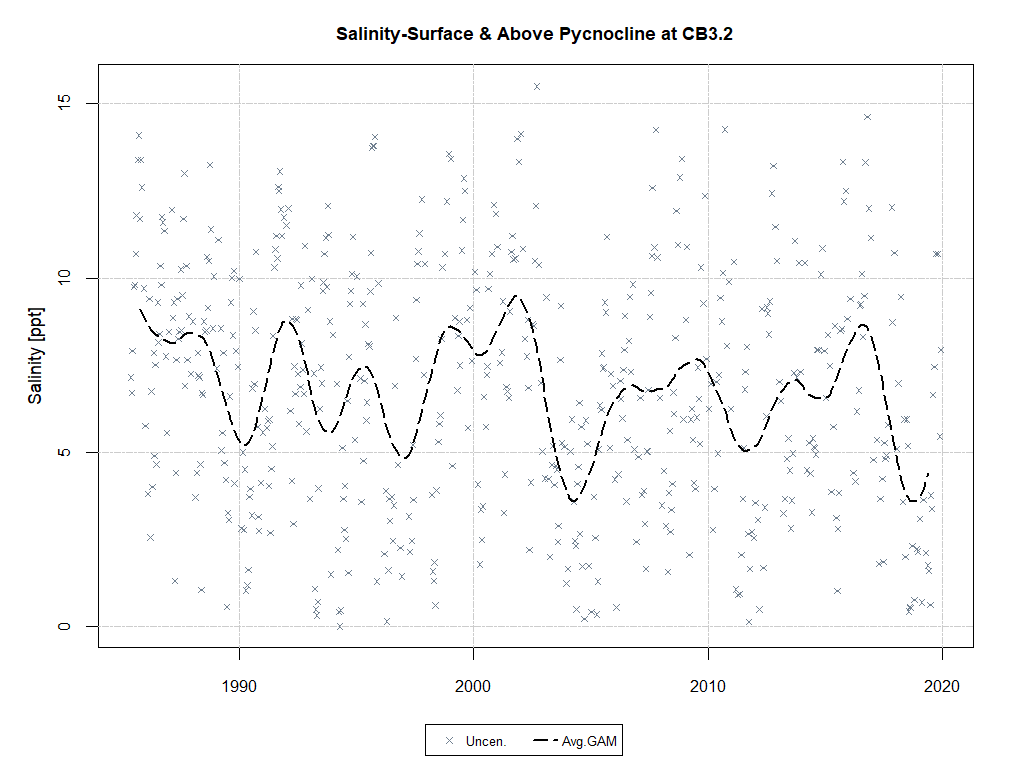 Salinity-Surface & Above Pycnocline at CB3.2
Salinity [ppt]
15
10
5
0
1990 2000 2010 2020
Uncen. Avg.GAM